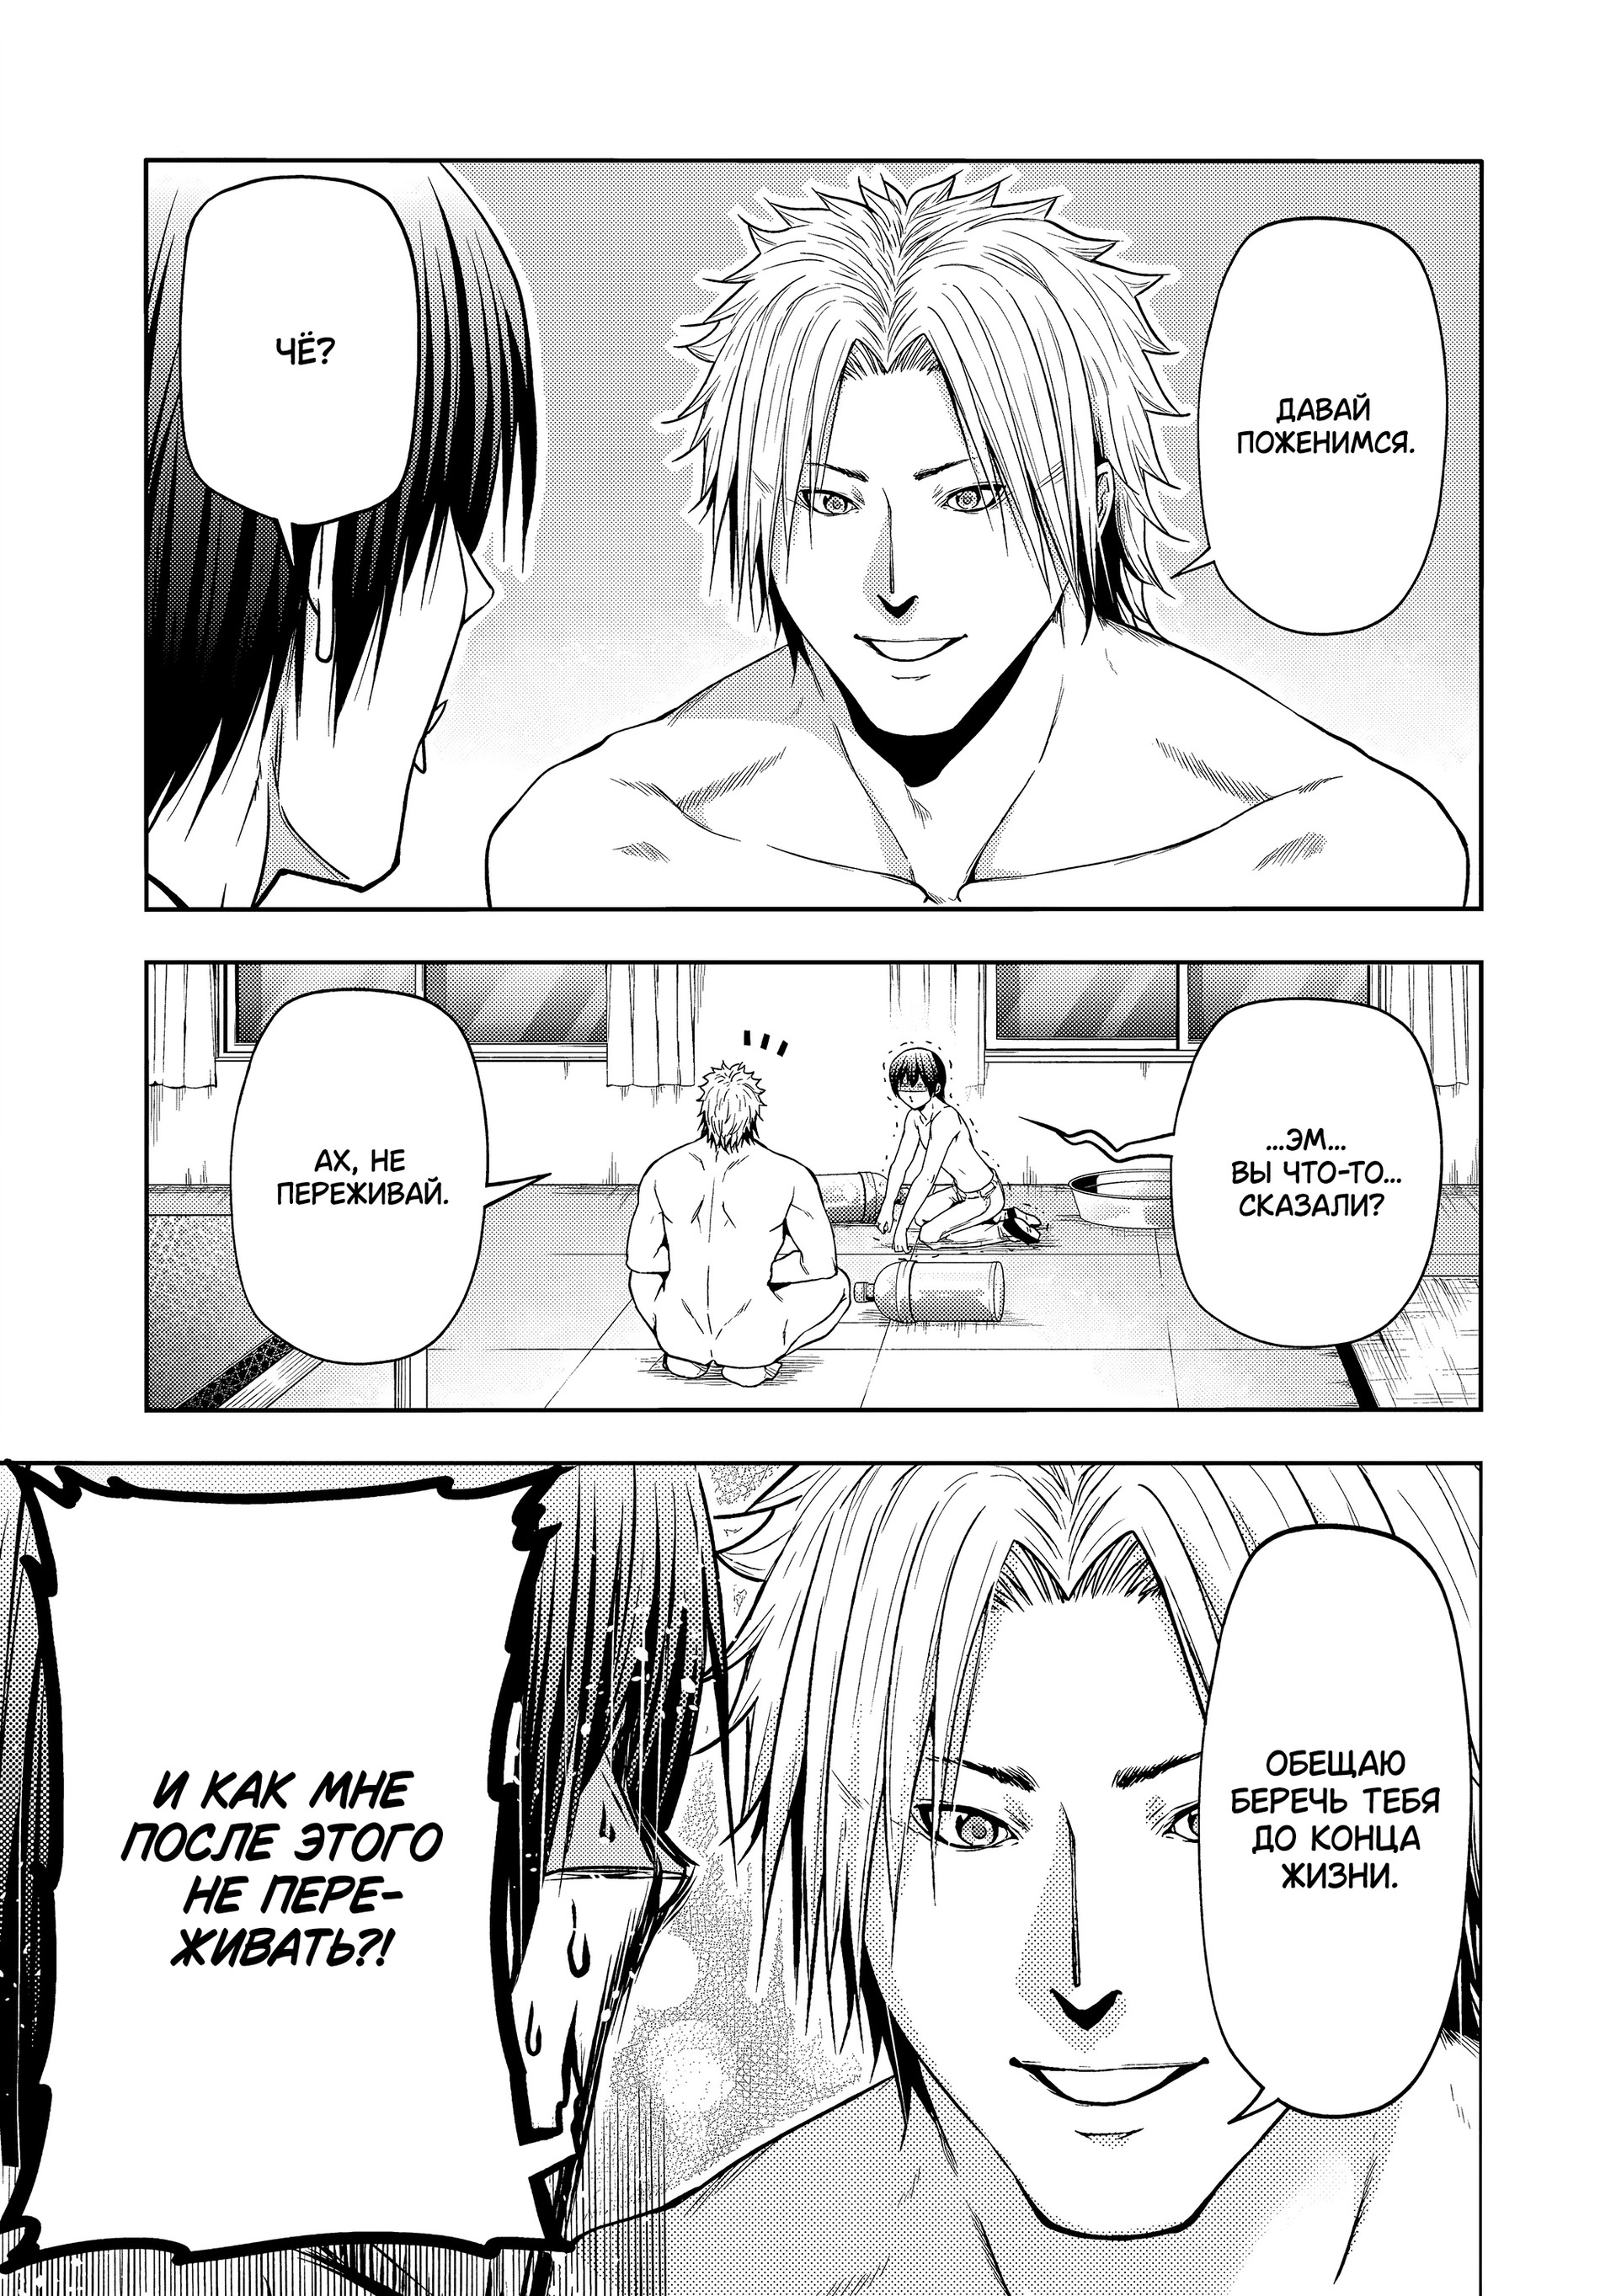 ДАВАЙ
ПОЖЕНИМСЯ.
ЧЁ?
...ЭМ...
ВЫ ЧТО-ТО...
СКАЗАЛИ?
АХ, НЕ
ПЕРЕЖИВАЙ.
ОБЕЩАЮ
БЕРЕЧЬ ТЕБЯ
ДО КОНЦА
ЖИЗНИ.
И КАК МНЕ
ПОСЛЕ ЭТОГО
НЕ ПЕРЕ-
ЖИВАТЬ?!